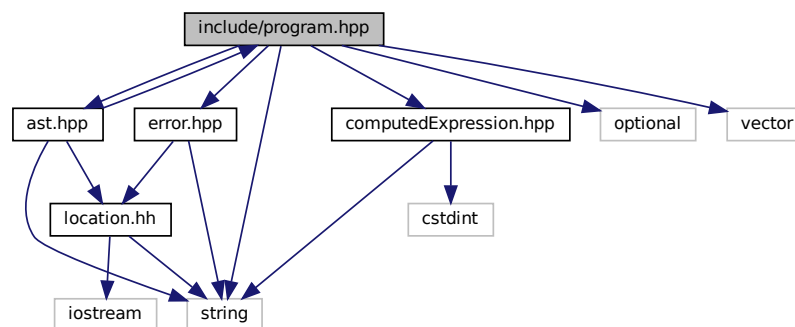 include/program.hpp
ast.hpp
error.hpp
computedExpression.hpp
optional
vector
location.hh
cstdint
iostream
string